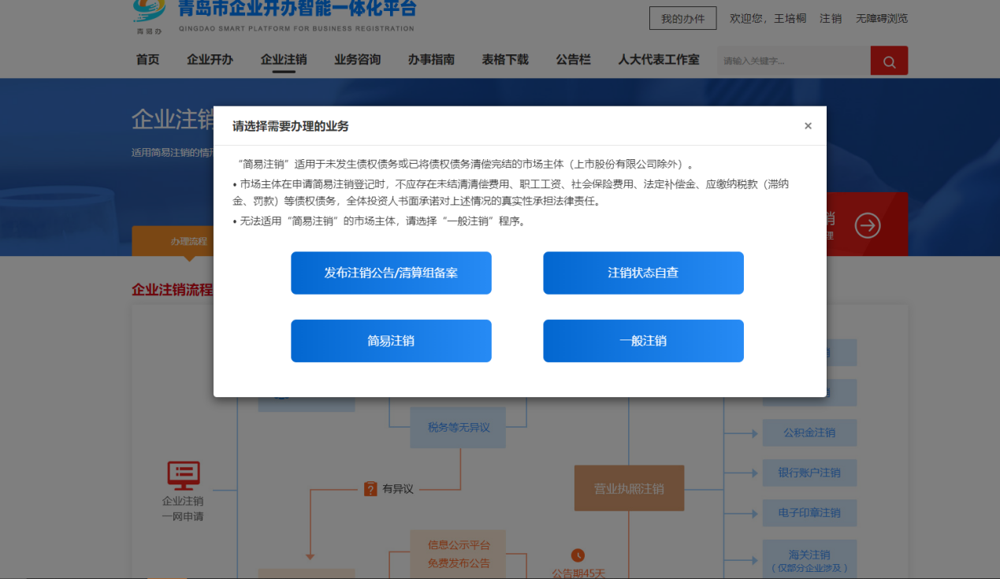 青岛市企业开办智能一体化平台
青易办
QINGDAO SMART PLATFORM FOR BUSINESS REGISTRATION
我的办件
欢迎您，王培桐
注销
无障碍浏览
首页
企业开办
企业注销
业务咨询
办事指南
表格下载
公告栏
人大代表工作室
请输入关键字...
企业注销
适用简易注销的情形
请选择需要办理的业务
×
“简易注销”适用于未发生债权债务或已将债权债务清偿完结的市场主体（上市股份有限公司除外）。
• 市场主体在申请简易注销登记时，不应存在未结清清偿费用、职工工资、社会保险费用、法定补偿金、应缴纳税款（滞纳
金、罚款）等债权债务，全体投资人书面承诺对上述情况的真实性承担法律责任。
• 无法适用“简易注销”的市场主体，请选择“一般注销”程序。
发布注销公告/清算组备案
注销状态自查
简易注销
一般注销
销
理
办理流程
企业注销流程
税务等无异议
公积金注销
银行账户注销
有异议
营业执照注销
企业注销
一网申请
电子印章注销
信息公示平台
免费发布公告
公告期45天
海关注销
（仅部分企业涉及）